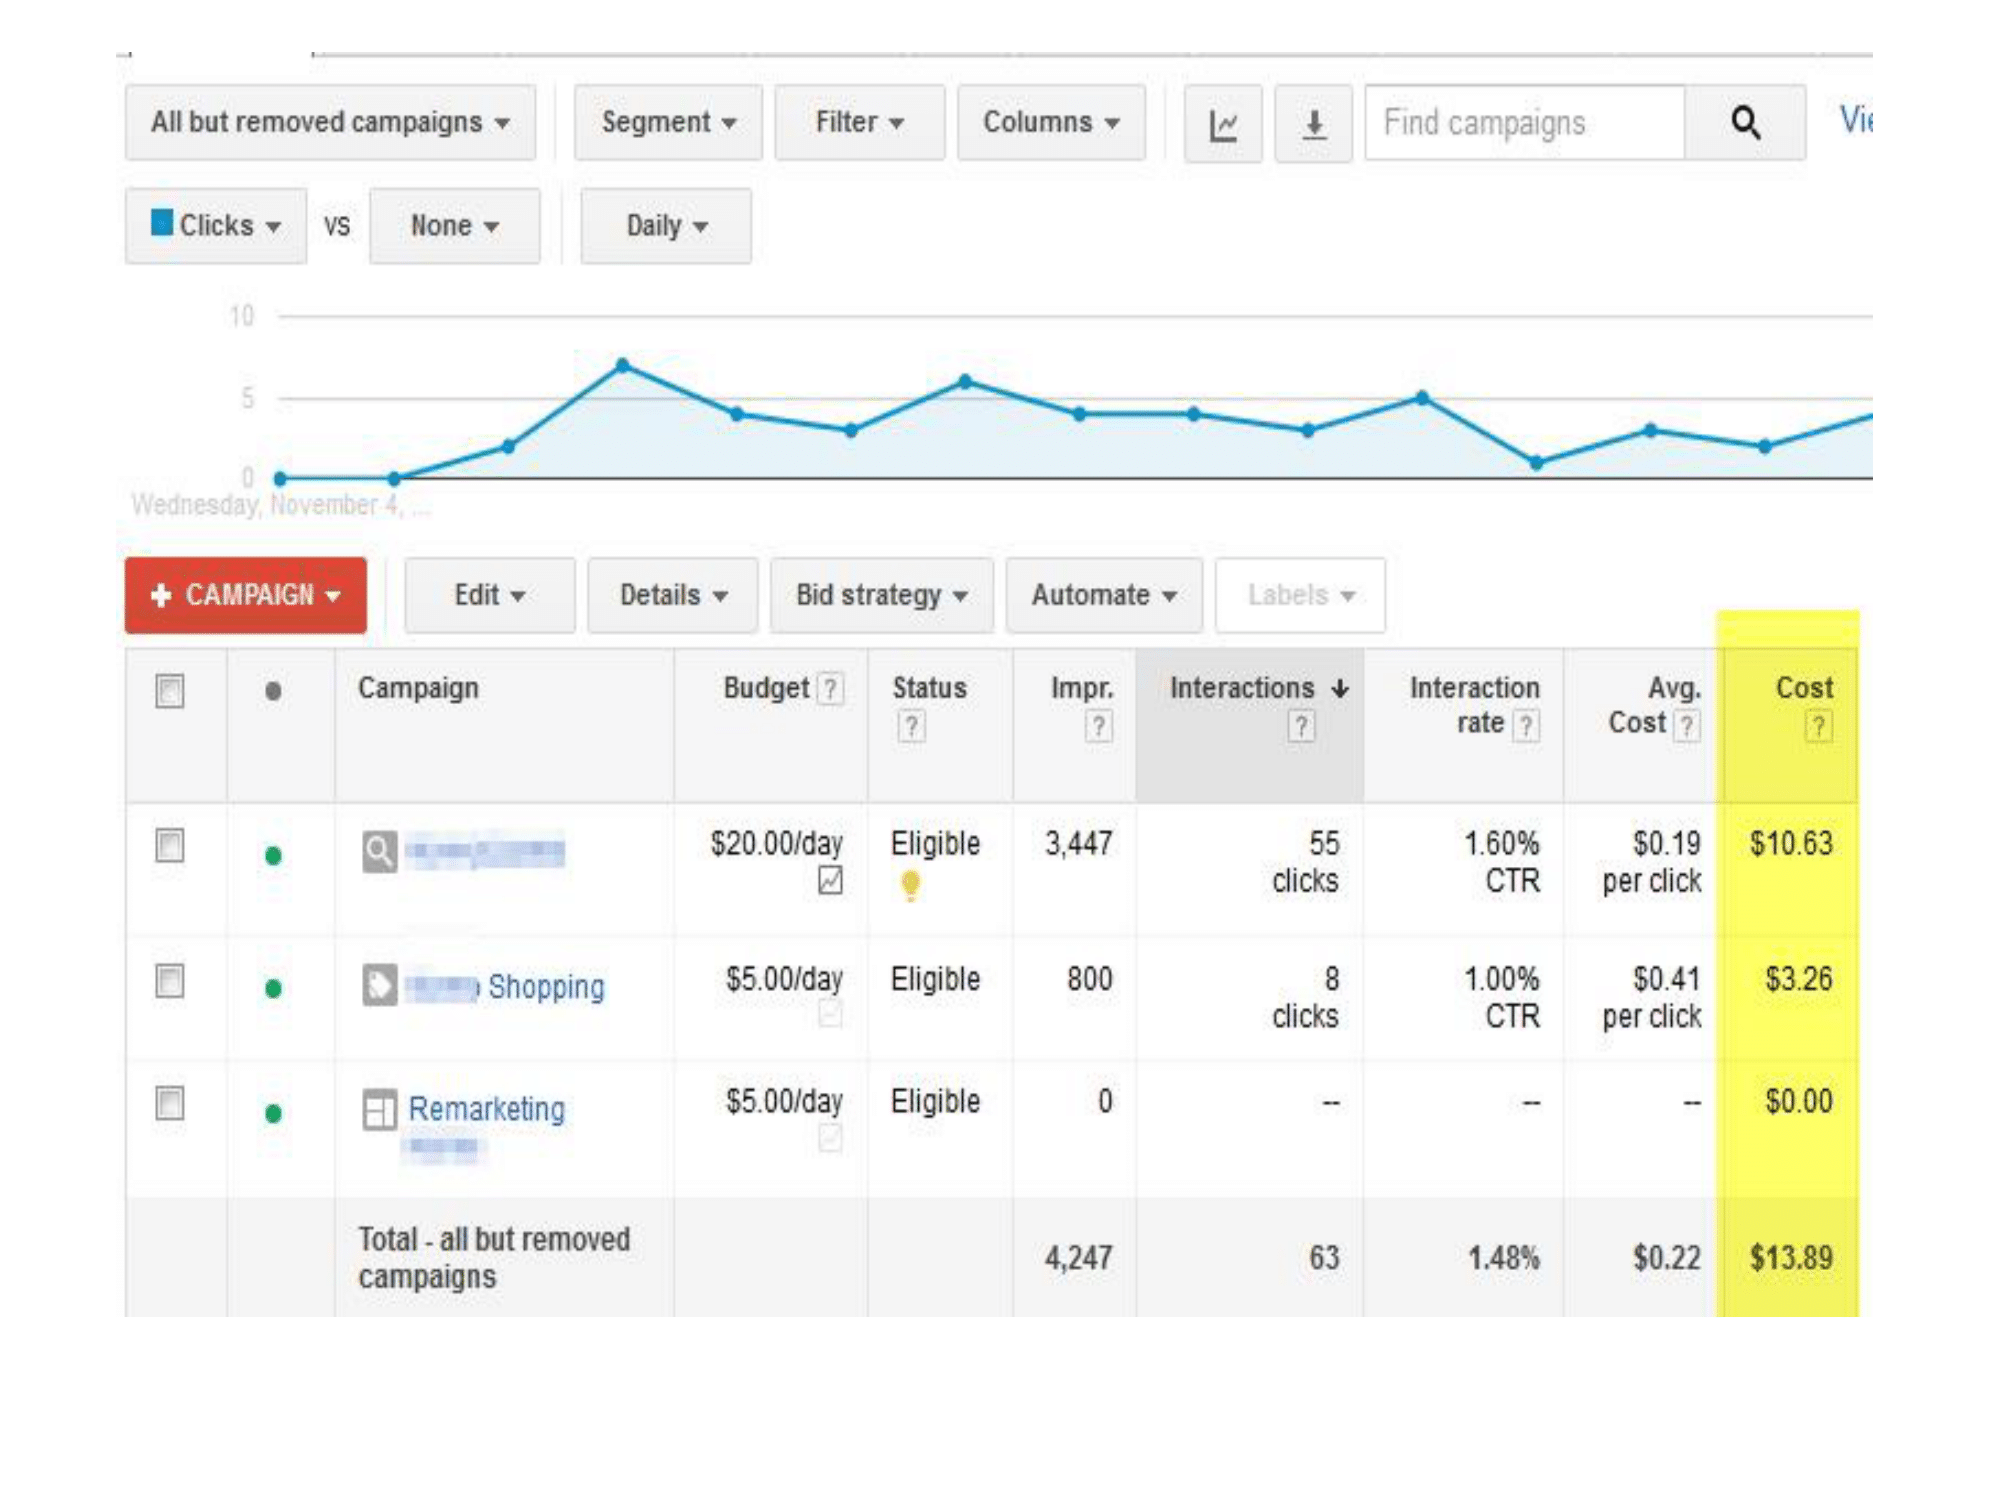 All but removed campaigns Segment Filter Columns Find campaigns
Clicks vs None Daily
10
5
0
Wednesday, November 4, ...
+ CAMPAIGN Edit Details Bid strategy Automate Labels
Campaign Budget ? Status Impr. Interactions Interaction Avg. Cost
? ? ? rate ? Cost ? ?
$20.00/day Eligible 3,447 55 1.60% $0.19 $10.63
clicks CTR per click
Shopping $5.00/day Eligible 800 8 1.00% $0.41 $3.26
clicks CTR per click
Remarketing $5.00/day Eligible 0 -- -- -- $0.00
Total - all but removed
campaigns 4,247 63 1.48% $0.22 $13.89